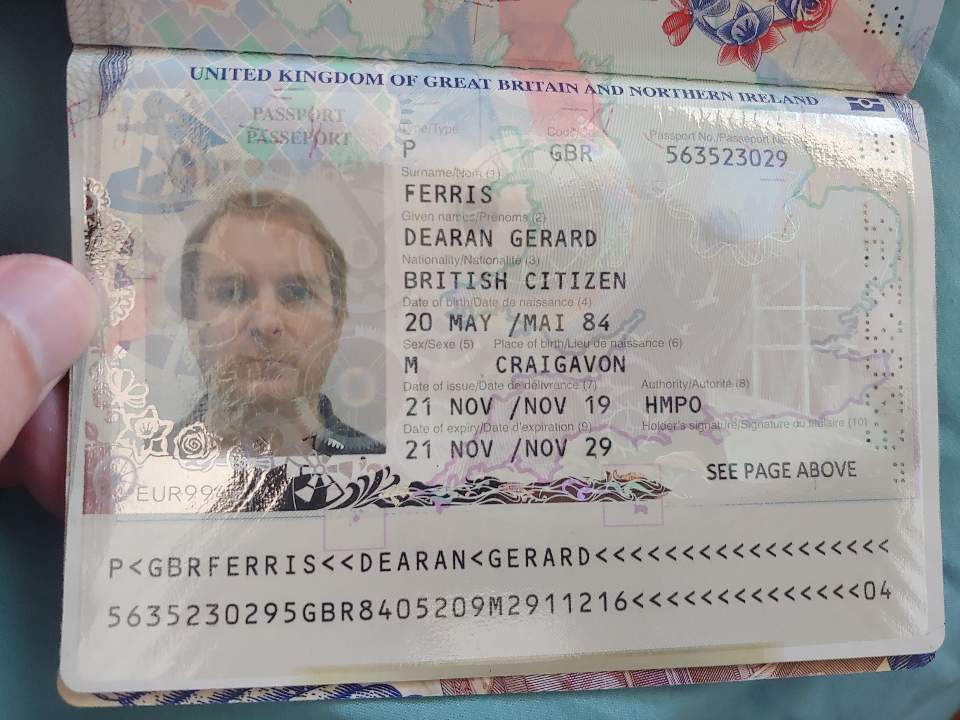 UNITED KINGDOM OF GREAT BRITAIN AND NORTHERN IRELAND
PASSPORT
PASSEPORT
Type/Type
P
GBR
Passport No./Passeport No.
563523029
Surname/Nom (1)
FERRIS
Given names/Prénoms (2)
DEARAN GERARD
Nationality/Nationalité (3)
BRITISH CITIZEN
Date of birth/Date de naissance (4)
20 MAY /MAI 84
Sex/Sexe (5) Place of birth/Lieu de naissance (6)
M CRAIGAVON
Date of issue/Date de délivrance (7) Authority/Autorité (8)
21 NOV /NOV 19 HMPO
Date of expiry/Date d'expiration (9) Holder's signature/Signature du titulaire (10)
21 NOV /NOV 29
SEE PAGE ABOVE
P<GBRFERRIS<<DEARAN<GERARD<<<<<<<<<<<<<<<<<<
5635230295GBR8405209M2911216<<<<<<<<<<<<<<04